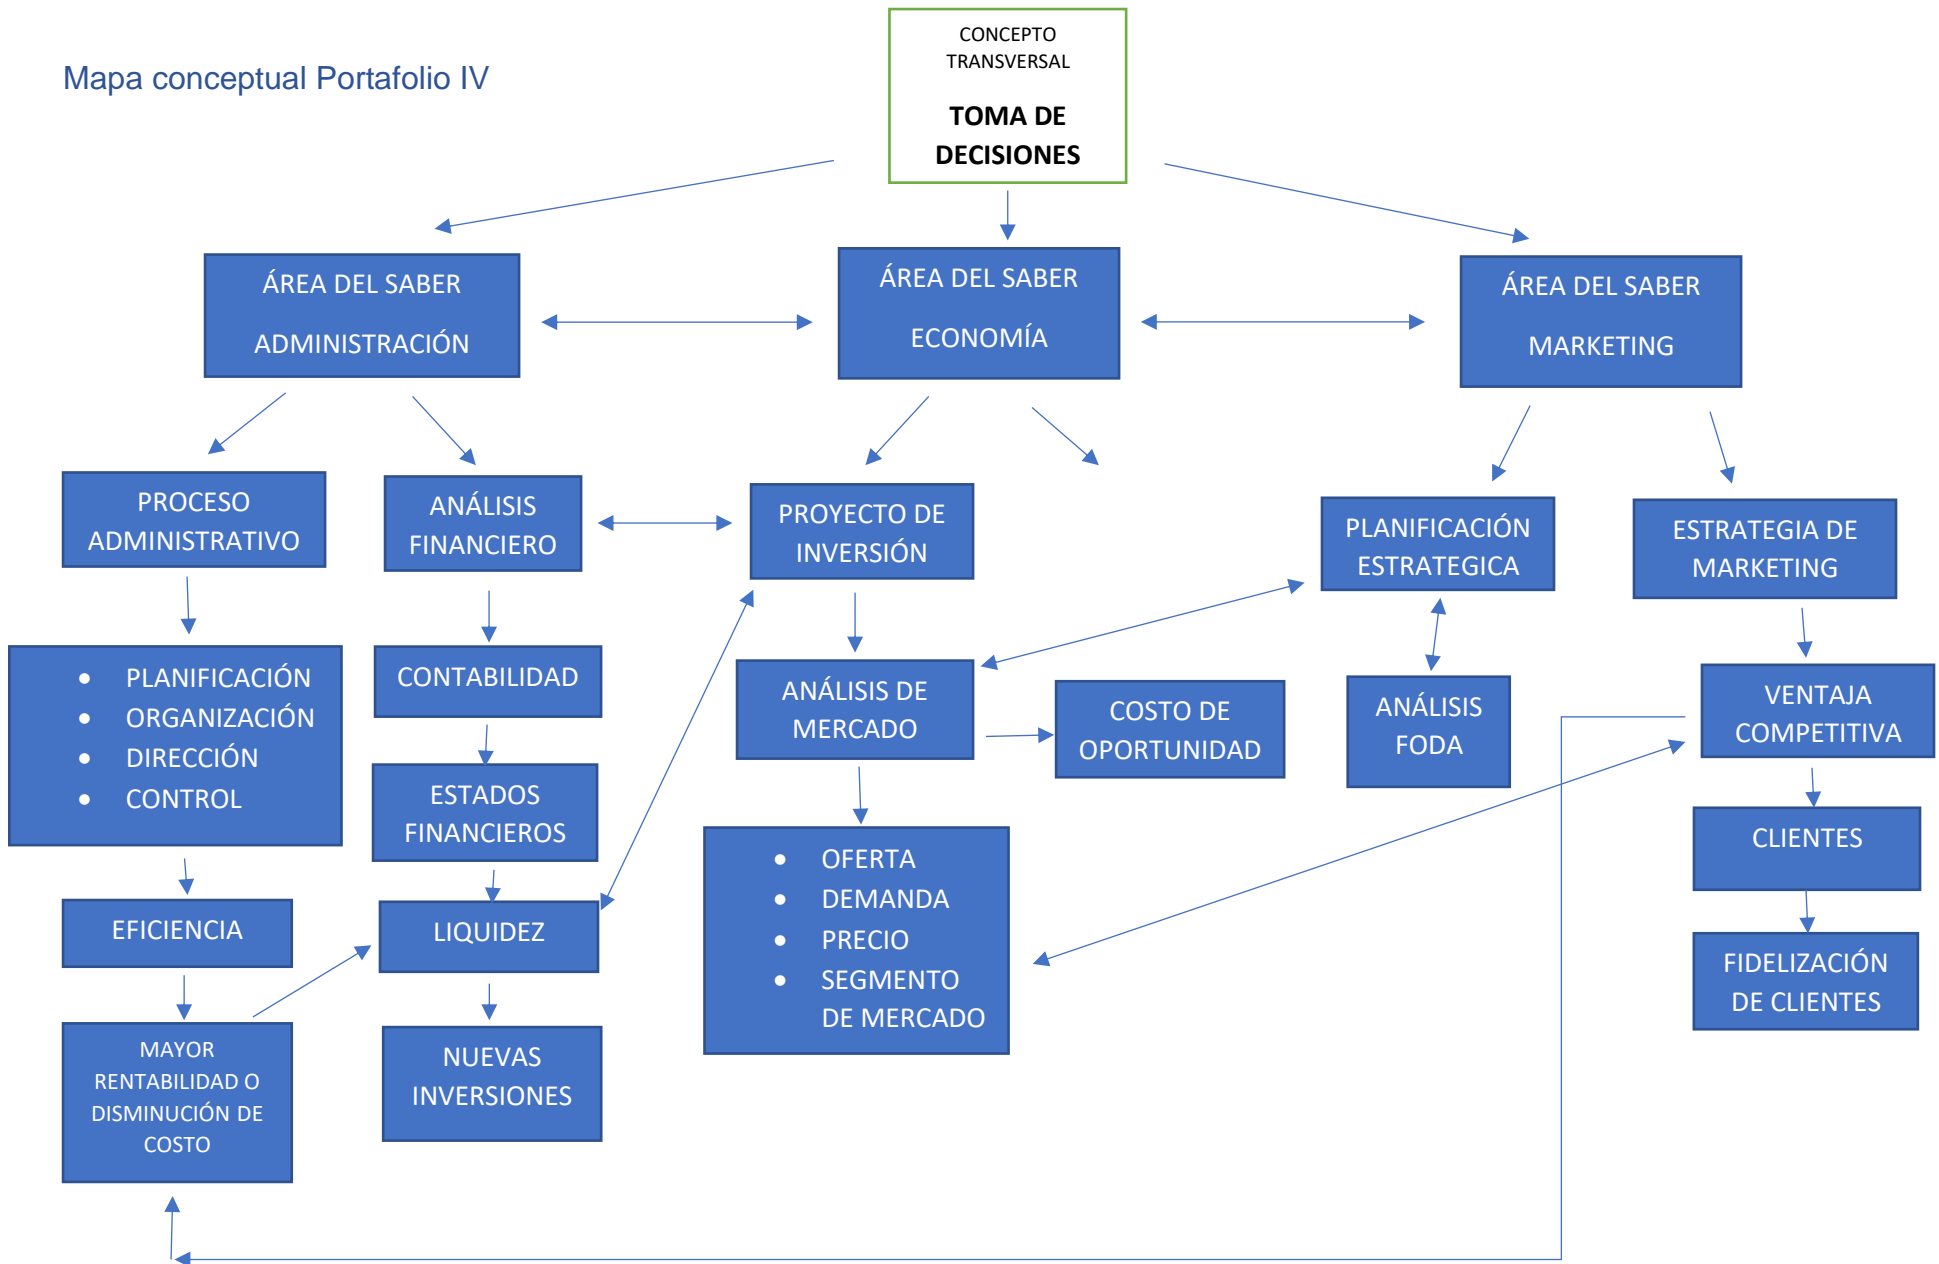 Mapa conceptual Portafolio IV
CONCEPTO
TRANSVERSAL
TOMA DE
DECISIONES
ÁREA DEL SABER
ADMINISTRACIÓN
ÁREA DEL SABER
ECONOMÍA
ÁREA DEL SABER
MARKETING
PROCESO
ADMINISTRATIVO
ANÁLISIS
FINANCIERO
PROYECTO DE
INVERSIÓN
PLANIFICACIÓN
ESTRATEGICA
ESTRATEGIA DE
MARKETING
• PLANIFICACIÓN
• ORGANIZACIÓN
• DIRECCIÓN
• CONTROL
CONTABILIDAD
ANÁLISIS DE
MERCADO
COSTO DE
OPORTUNIDAD
ANÁLISIS
FODA
VENTAJA
COMPETITIVA
ESTADOS
FINANCIEROS
• OFERTA
• DEMANDA
• PRECIO
• SEGMENTO
DE MERCADO
CLIENTES
EFICIENCIA
LIQUIDEZ
FIDELIZACIÓN
DE CLIENTES
MAYOR
RENTABILIDAD O
DISMINUCIÓN DE
COSTO
NUEVAS
INVERSIONES